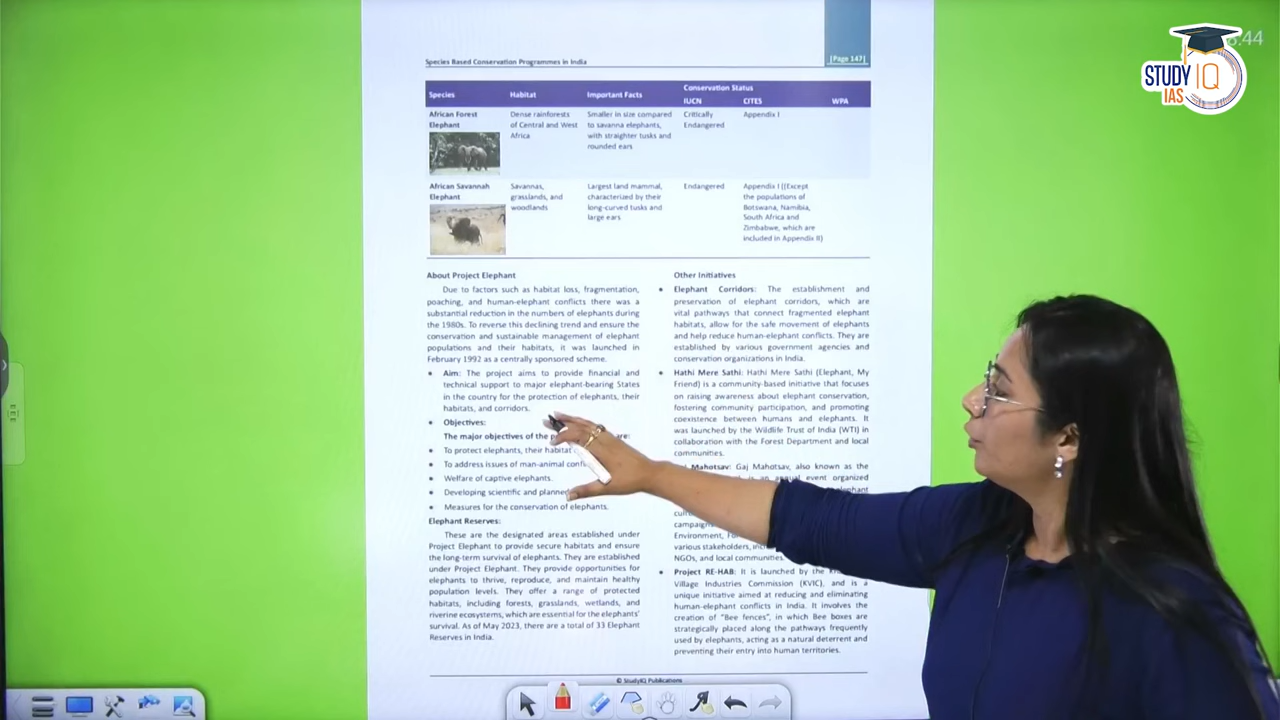 STUDY IQ
IAS
:44
Species Based Conservation Programmes in India
[Page 147]
Species Habitat Important Facts Conservation Status
IUCN CITES WPA
African Forest
Elephant
Dense rainforests
of Central and West
Africa
Smaller in size compared
to savanna elephants,
with straighter tusks and
rounded ears
Critically
Endangered
Appendix I
African Savannah
Elephant
Savannas,
grasslands, and
woodlands
Largest land mammal,
characterized by their
long-curved tusks and
large ears
Endangered
Appendix I ((Except
the populations of
Botswana, Namibia,
South Africa and
Zimbabwe, which are
included in Appendix II)
About Project Elephant
Due to factors such as habitat loss, fragmentation,
poaching, and human-elephant conflicts there was a
substantial reduction in the numbers of elephants during
the 1980s. To reverse this declining trend and ensure the
conservation and sustainable management of elephant
populations and their habitats, it was launched in
February 1992 as a centrally sponsored scheme.
• Aim: The project aims to provide financial and
technical support to major elephant-bearing States
in the country for the protection of elephants, their
habitats, and corridors.
• Objectives:
The major objectives of the are:
• To protect elephants, their habitat
• To address issues of man-animal
• Welfare of captive elephants.
• Developing scientific and planned
• Measures for the conservation of elephants.
Elephant Reserves:
These are the designated areas established under
Project Elephant to provide secure habitats and ensure
the long-term survival of elephants. They are established
under Project Elephant. They provide opportunities for
elephants to thrive, reproduce, and maintain healthy
population levels. They offer a range of protected
habitats, including forests, grasslands, wetlands, and
riverine ecosystems, which are essential for the elephants'
survival. As of May 2023, there are a total of 33 Elephant
Reserves in India.
Other Initiatives
• Elephant Corridors: The establishment and
preservation of elephant corridors, which are
vital pathways that connect fragmented elephant
habitats, allow for the safe movement of elephants
and help reduce human-elephant conflicts. They are
established by various government agencies and
conservation organizations in India.
• Hathi Mere Sathi: Hathi Mere Sathi (Elephant, My
Friend) is a community-based initiative that focuses
on raising awareness about elephant conservation,
fostering community participation, and promoting
coexistence between humans and elephants. It
was launched by the Wildlife Trust of India (WTI) in
collaboration with the Forest Department and local
communities.
Mahotsav: Gaj Mahotsav, also known as the
is an annual event organized
elephant
campaigns
Environment,
various stakeholders,
NGOs, and local communities.
• Project RE-HAB: It is launched by the
Village Industries Commission (KVIC), and is a
unique initiative aimed at reducing and eliminating
human-elephant conflicts in India. It involves the
creation of "Bee fences", in which Bee boxes are
strategically placed along the pathways frequently
used by elephants, acting as a natural deterrent and
preventing their entry into human territories.
© StudyIQ Publications